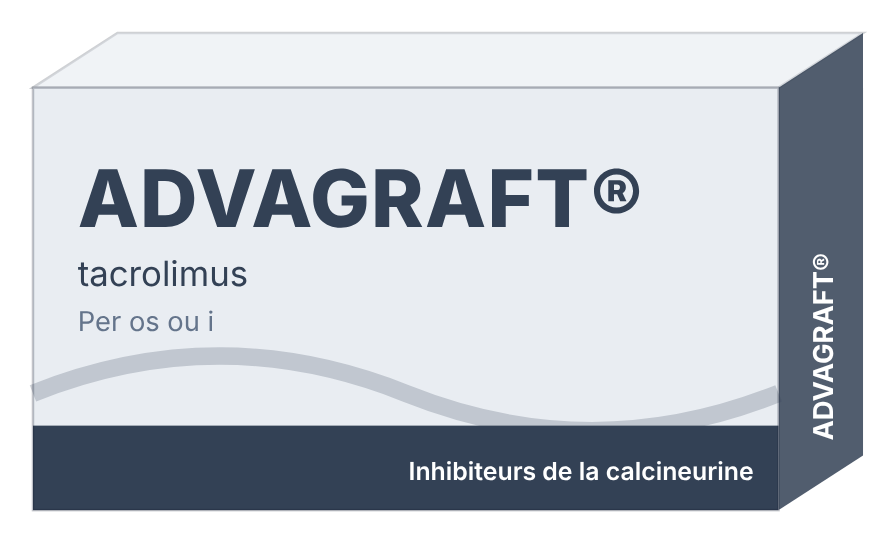 ADVAGRAFT®
tacrolimus
Per os ou i
Inhibiteurs de la calcineurine
ADVAGRAFT®